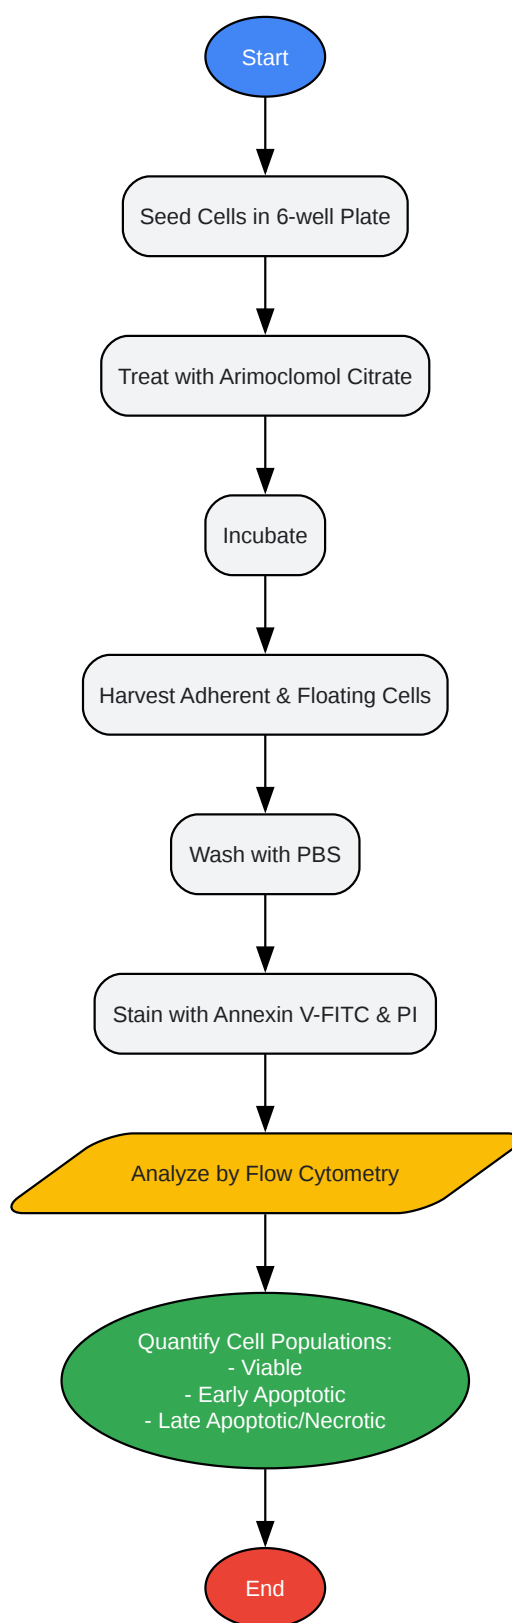 Start
Seed Cells in 6-well Plate
Treat with Arimoclomol Citrate
Incubate
Harvest Adherent & Floating Cells
Wash with PBS
Stain with Annexin V-FITC & PI
Analyze by Flow Cytometry
Quantify Cell Populations:
- Viable
- Early Apoptotic
- Late Apoptotic/Necrotic
End